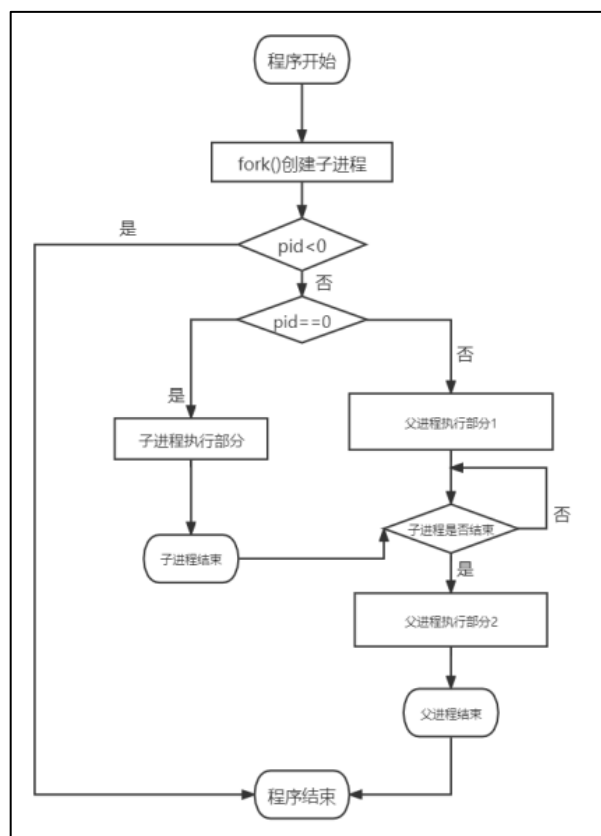 程序开始
fork()创建子进程
是
pid<0
否
pid==0
否
是
父进程执行部分1
子进程执行部分
否
子进程是否结束
子进程结束
是
父进程执行部分2
父进程结束
程序结束